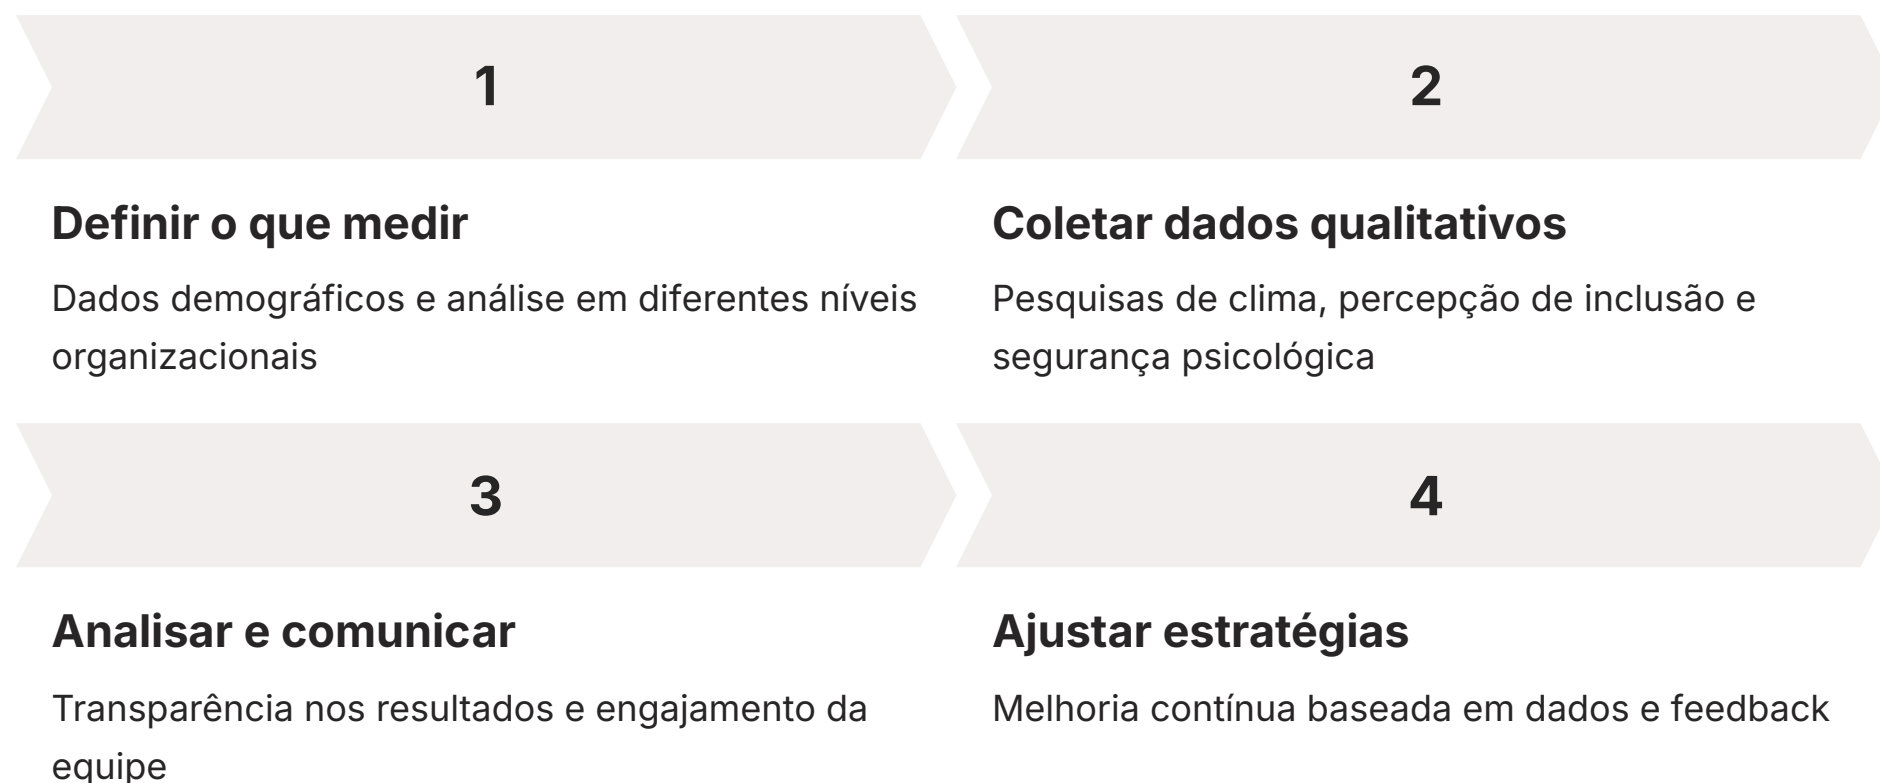 1
2
Definir o que medir
Dados demográficos e análise em diferentes níveis
organizacionais
Coletar dados qualitativos
Pesquisas de clima, percepção de inclusão e
segurança psicológica
3
4
Analisar e comunicar
Transparência nos resultados e engajamento da
equipe
Ajustar estratégias
Melhoria contínua baseada em dados e feedback